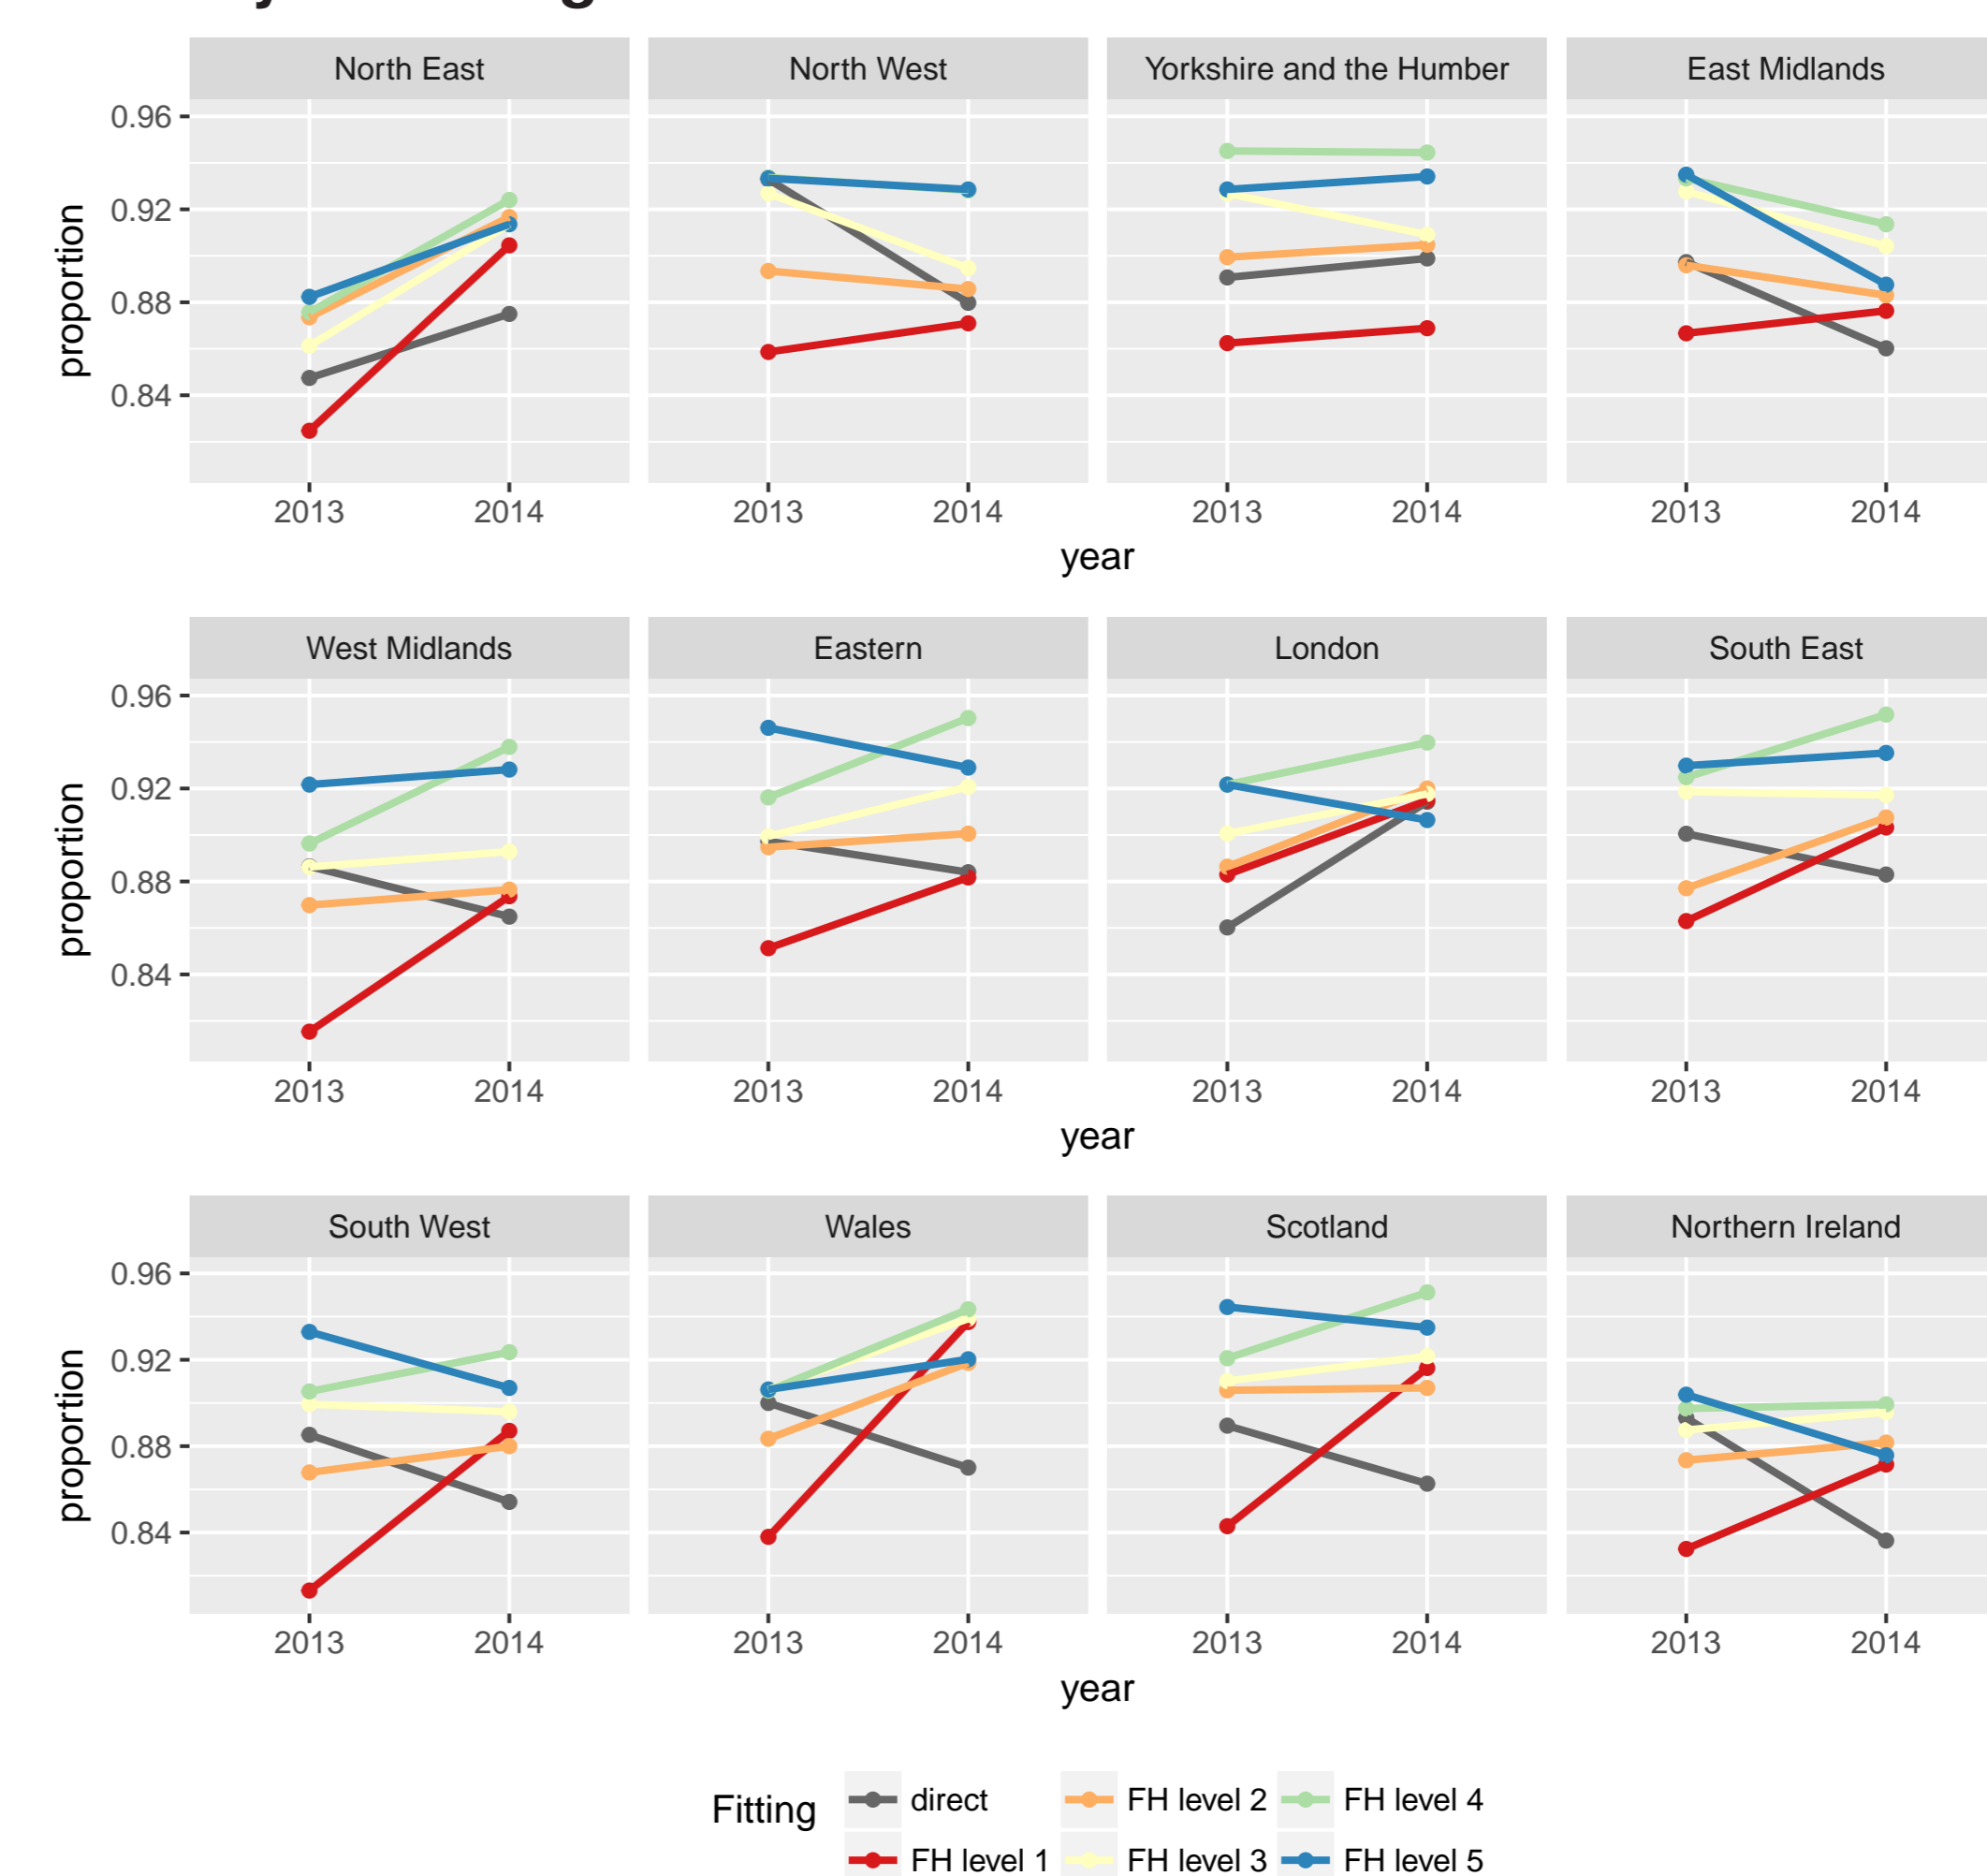 North East North West Yorkshire and the Humber East Midlands
0.96
0.92
0.88
0.84
proportion
2013 2014 2013 2014 2013 2014 2013 2014
year
West Midlands Eastern London South East
0.96
0.92
0.88
0.84
proportion
2013 2014 2013 2014 2013 2014 2013 2014
year
South West Wales Scotland Northern Ireland
0.96
0.92
0.88
0.84
proportion
2013 2014 2013 2014 2013 2014 2013 2014
year
Fitting direct FH level 2 FH level 4
FH level 1 FH level 3 FH level 5